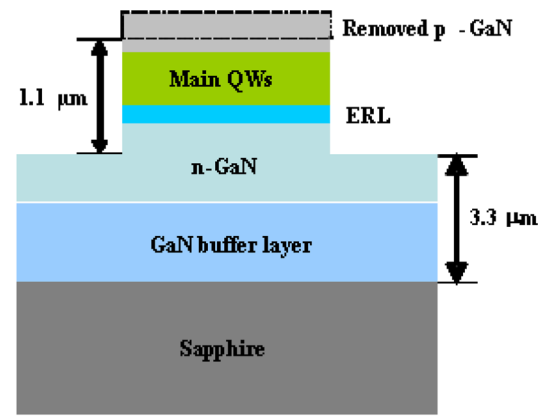 Removed p -GaN
Main QWs
1.1 μm
ERL
n-GaN
3.3 μm
GaN buffer layer
Sapphire